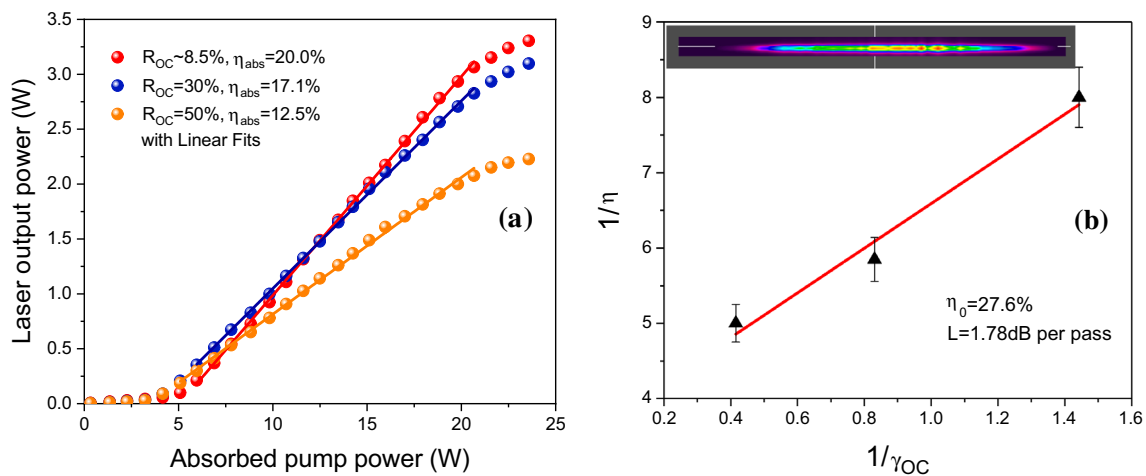 3.5
3.0
2.5
2.0
1.5
1.0
0.5
0.0
Laser output power (W)
R_OC~8.5%, η_abs=20.0%
R_OC=30%, η_abs=17.1%
R_OC=50%, η_abs=12.5%
with Linear Fits
(a)
0 5 10 15 20 25
Absorbed pump power (W)
9
8
7
6
5
4
1/η
(b)
η_0=27.6%
L=1.78dB per pass
0.2 0.4 0.6 0.8 1.0 1.2 1.4 1.6
1/γ_OC